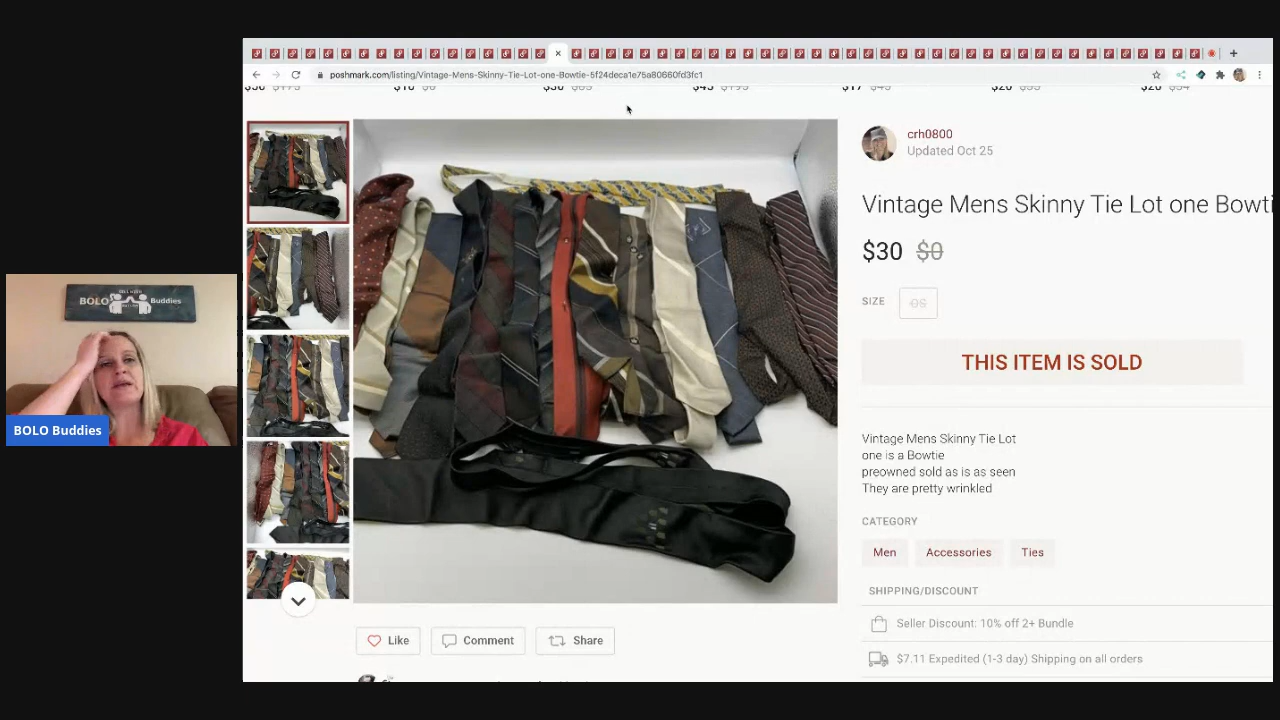 poshmark.com/listing/Vintage-Mens-Skinny-Tie-Lot-one-Bowtie-5f24deca1e75a80660fd3fc1
crh0800
Updated Oct 25
Vintage Mens Skinny Tie Lot one Bowti
$30 $0
SIZE OS
THIS ITEM IS SOLD
Vintage Mens Skinny Tie Lot
one is a Bowtie
preowned sold as is as seen
They are pretty wrinkled
CATEGORY
Men Accessories Ties
SHIPPING/DISCOUNT
Seller Discount: 10% off 2+ Bundle
$7.11 Expedited (1-3 day) Shipping on all orders
Like Comment Share
BOLO Buddies
BOLO Buddies